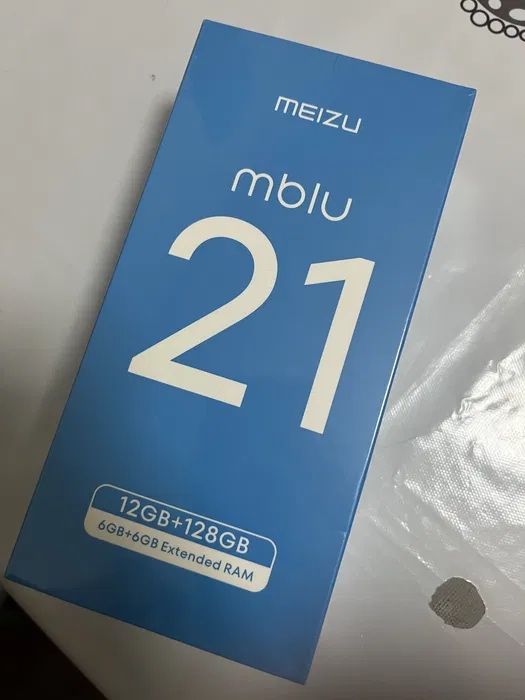 MEIZU
mblu
21
12GB+128GB
6GB+6GB Extended RAM